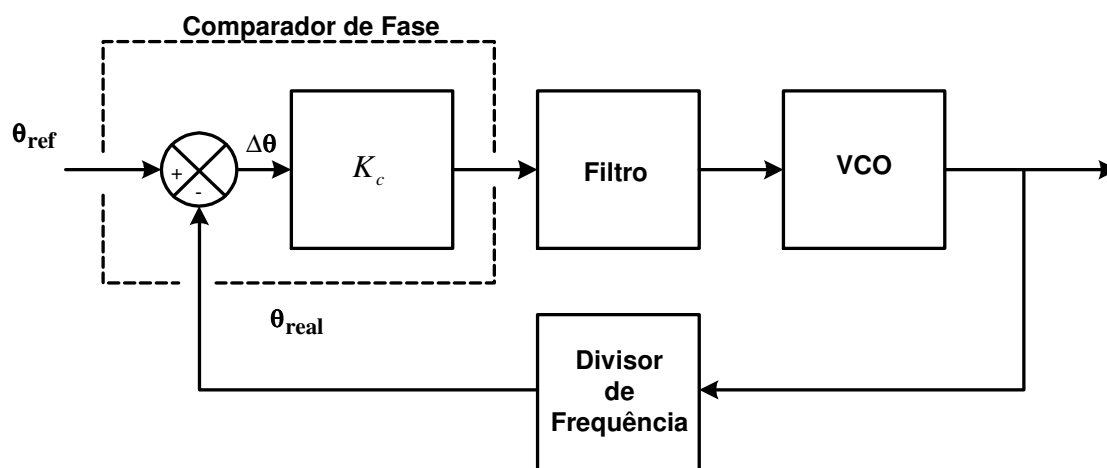 Comparador de Fase
θref
Δθ
+
-
Kc
Filtro
VCO
θreal
Divisor
de
Frequência